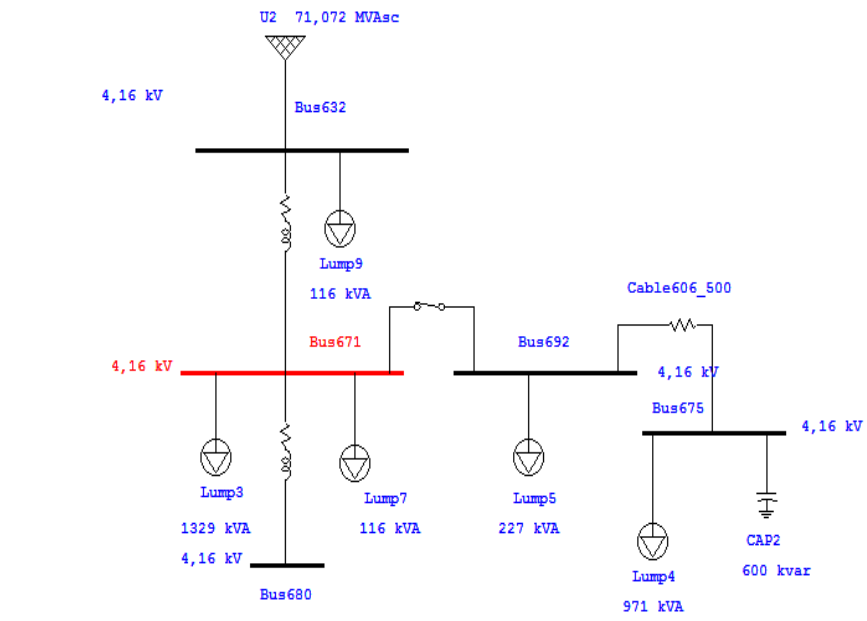 U2 71,072 MVAsc
4,16 kV
Bus632
Lump9
116 kVA
Cable606_500
Bus671
Bus692
4,16 kV
4,16 kV
Bus675
4,16 kV
Lump3
Lump7
Lump5
1329 kVA
116 kVA
227 kVA
CAP2
4,16 kV
600 kvar
Lump4
Bus680
971 kVA